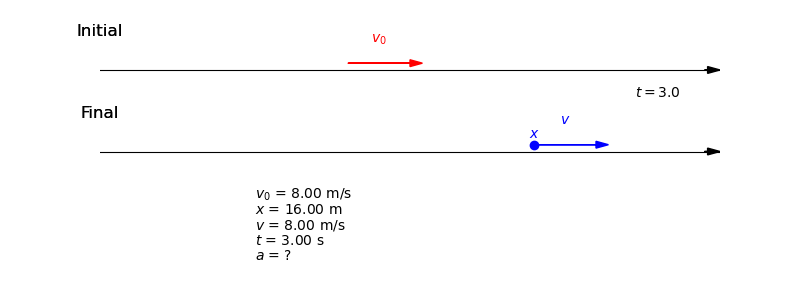 Initial
v₀
t = 3.0
Final
v
x
v₀ = 8.00 m/s
x = 16.00 m
v = 8.00 m/s
t = 3.00 s
a = ?